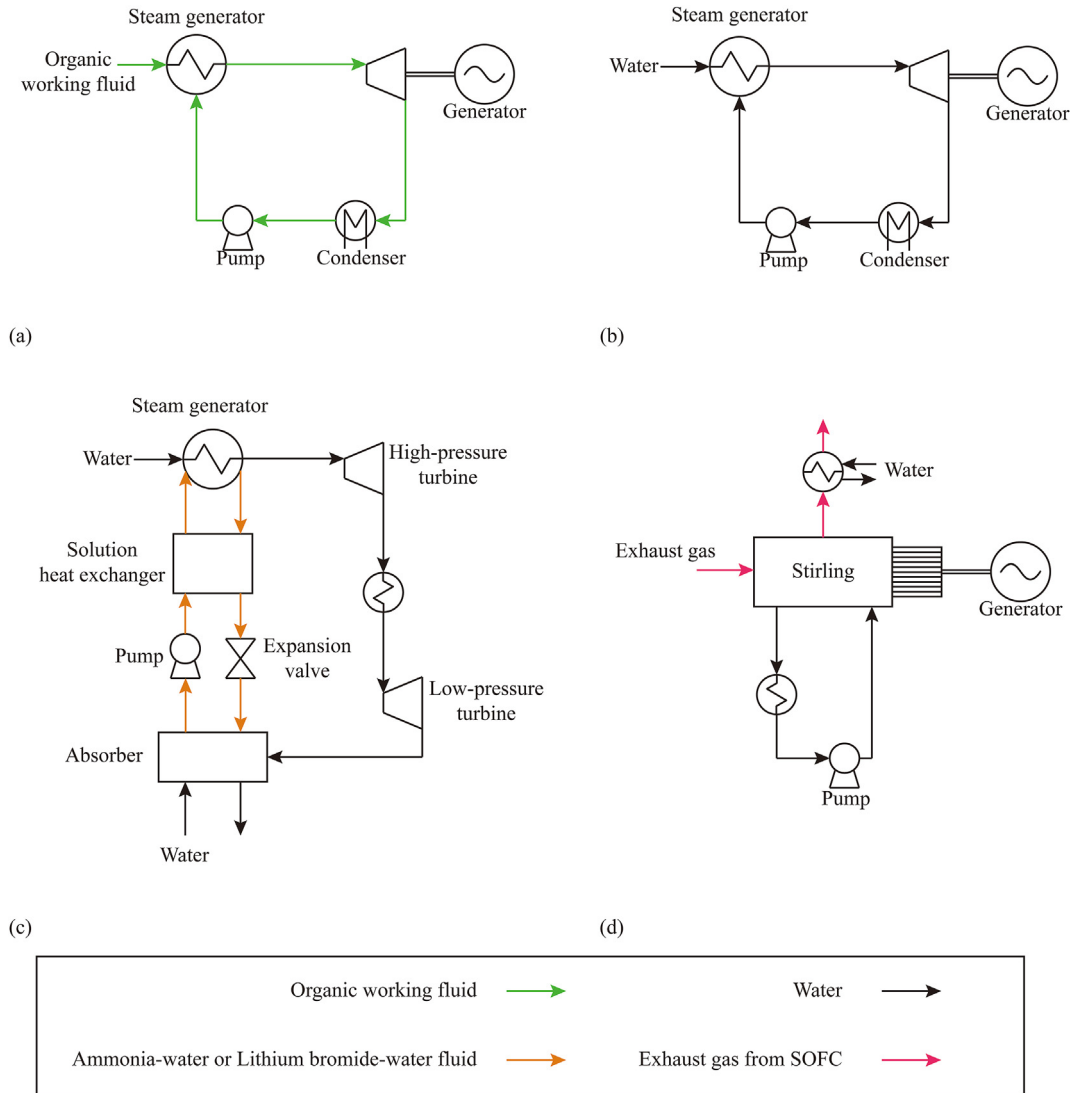 Steam generator
Organic
working fluid
Generator
Pump
Condenser
(a)
Steam generator
Water
Generator
Pump
Condenser
(b)
Steam generator
Water
High-pressure
turbine
Solution
heat exchanger
Pump
Expansion
valve
Low-pressure
turbine
Absorber
Water
(c)
Water
Exhaust gas
Stirling
Generator
Pump
(d)
Organic working fluid
Water
Ammonia-water or Lithium bromide-water fluid
Exhaust gas from SOFC